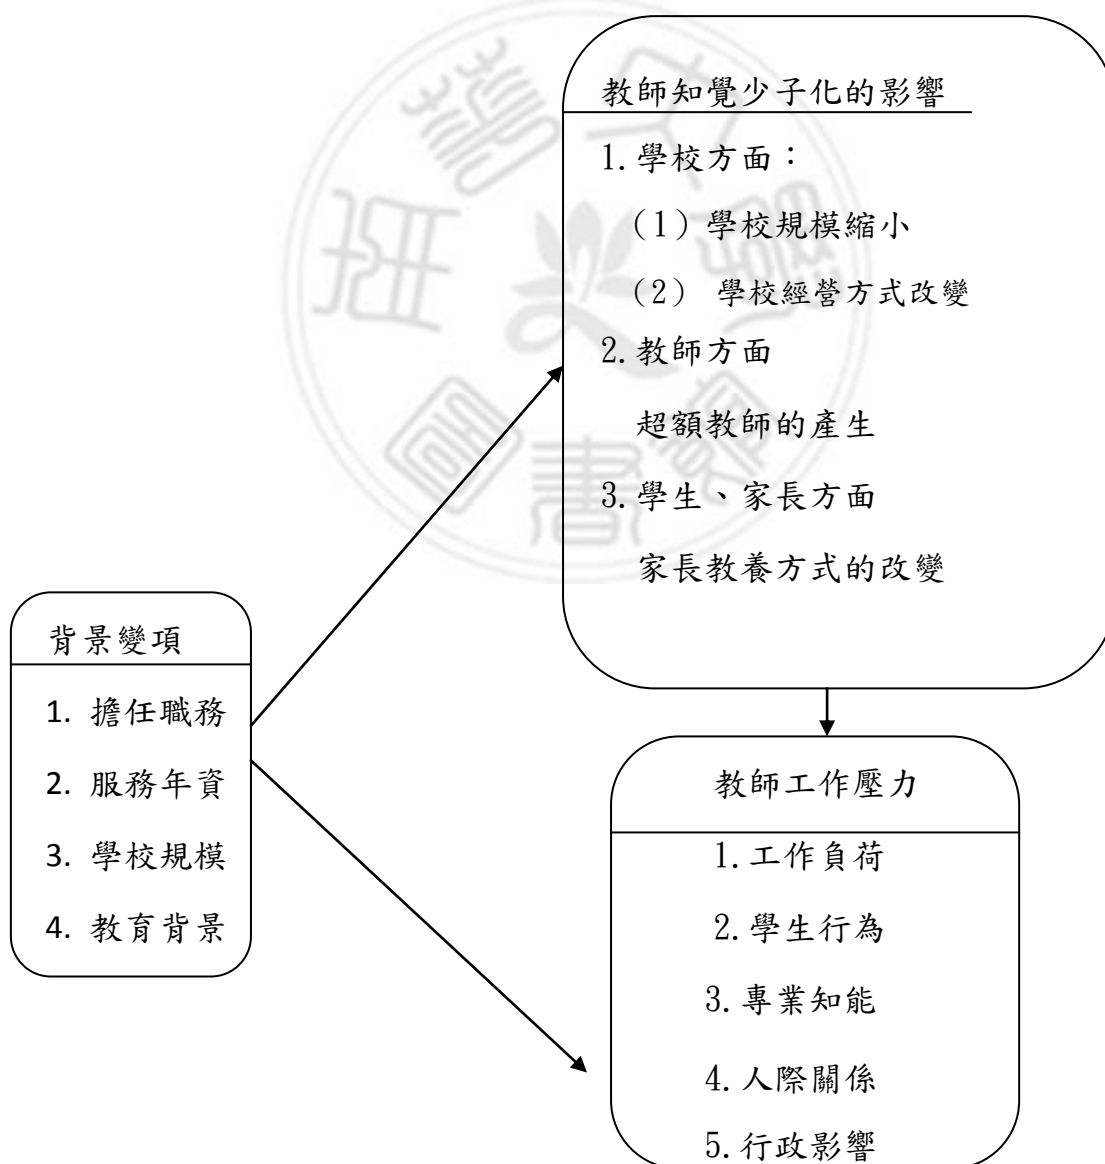 教師知覺少子化的影響
1.學校方面：
（1）學校規模縮小
（2） 學校經營方式改變
2.教師方面
超額教師的產生
3.學生、家長方面
家長教養方式的改變
背景變項
1. 擔任職務
2. 服務年資
3. 學校規模
4. 教育背景
教師工作壓力
1.工作負荷
2.學生行為
3.專業知能
4.人際關係
5.行政影響